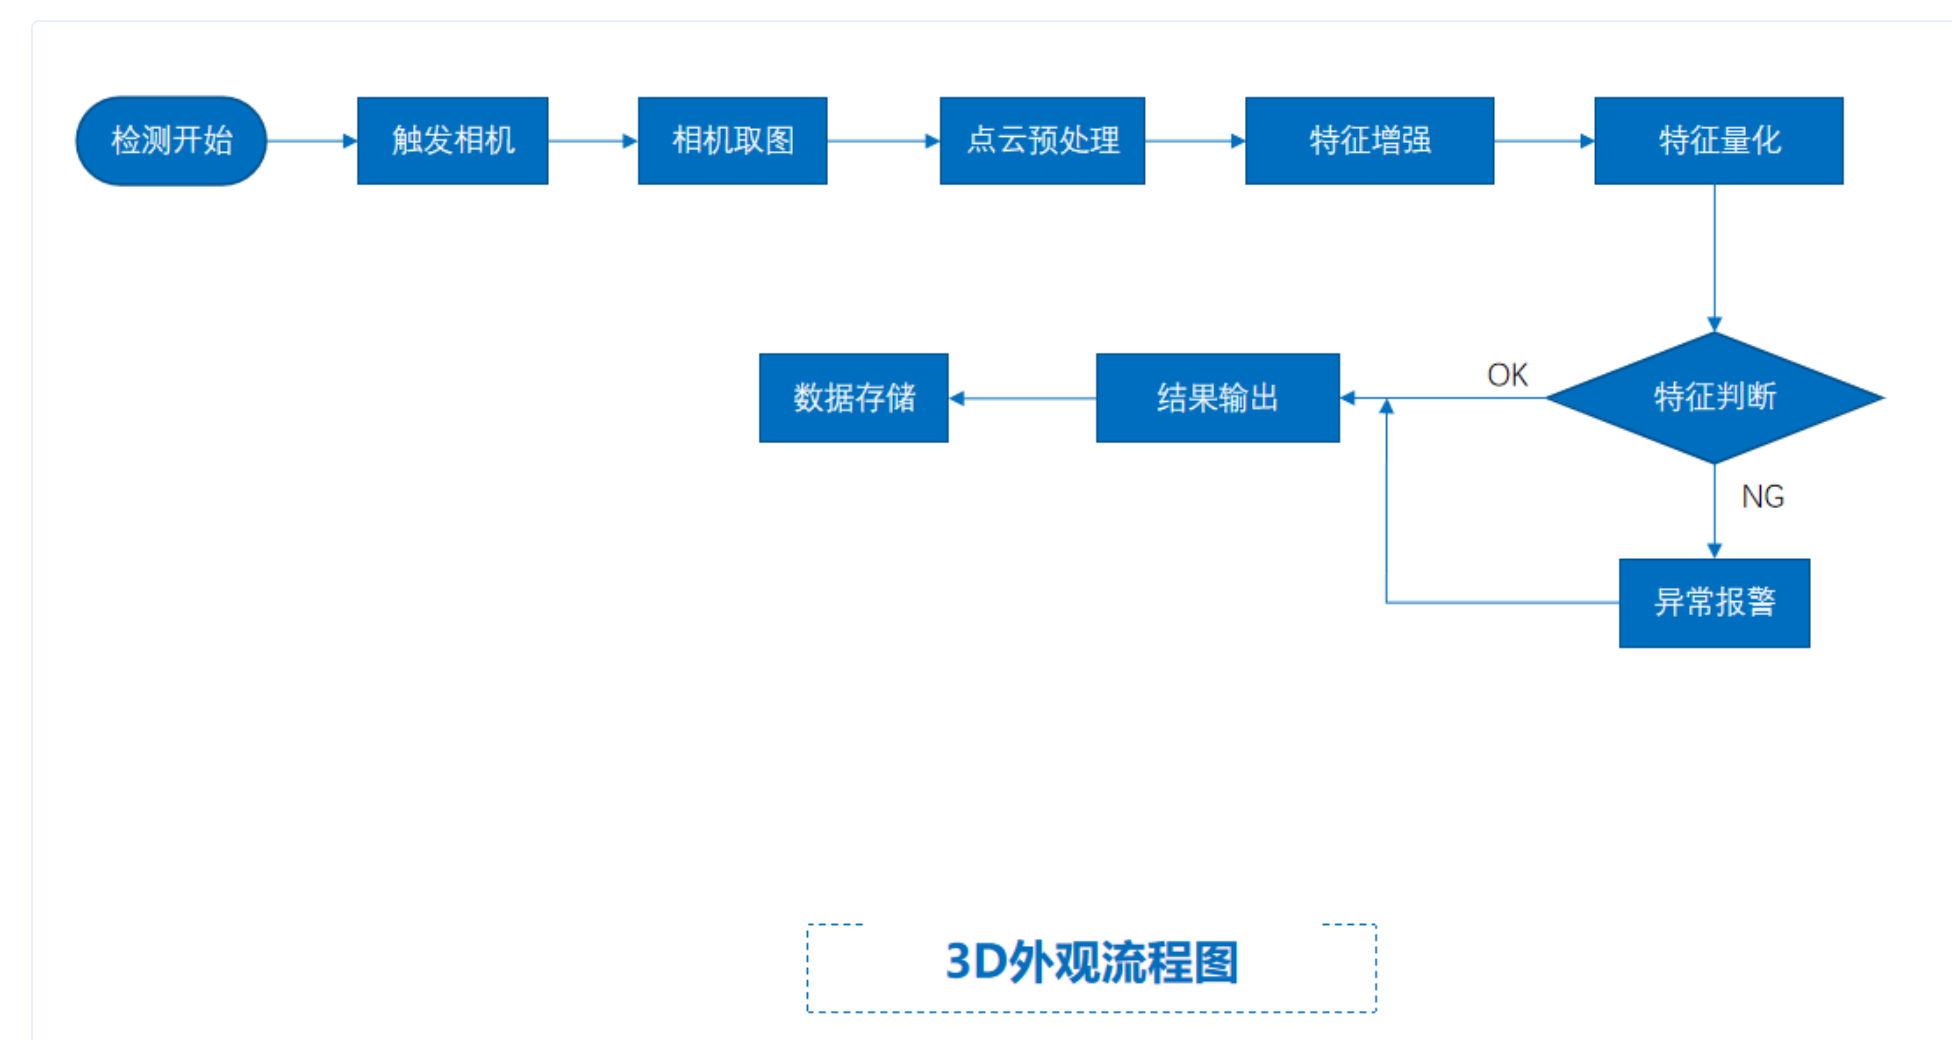 检测开始
触发相机
相机取图
点云预处理
特征增强
特征量化
特征判断
OK
结果输出
数据存储
NG
异常报警
3D外观流程图